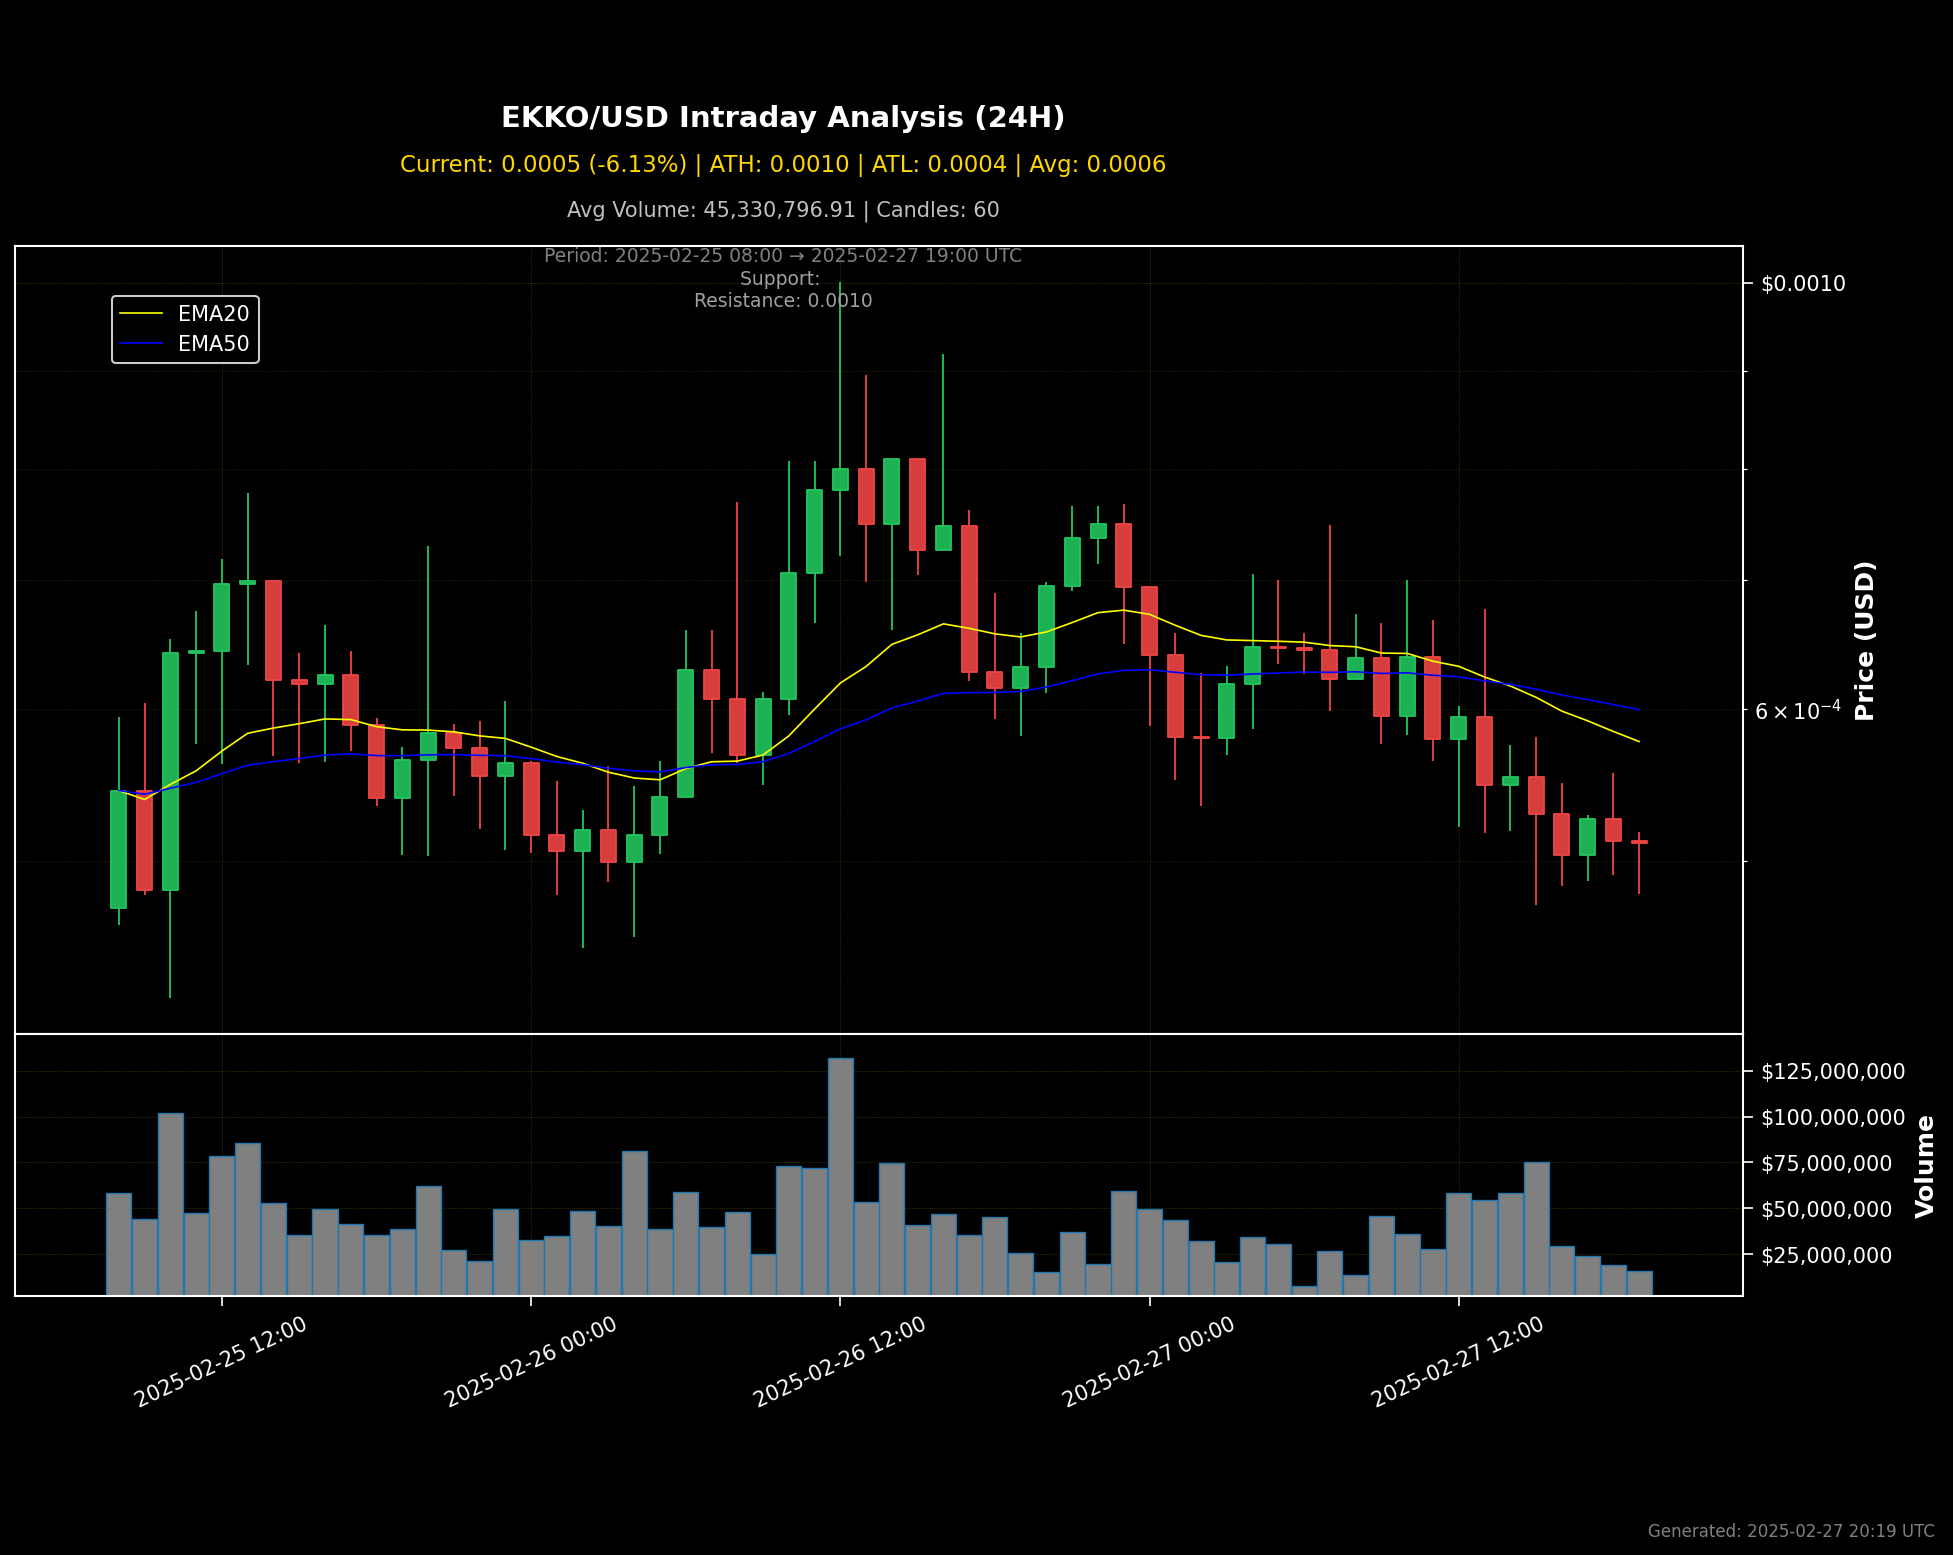 EKKO/USD Intraday Analysis (24H)
Current: 0.0005 (-6.13%) | ATH: 0.0010 | ATL: 0.0004 | Avg: 0.0006
Avg Volume: 45,330,796.91 | Candles: 60
Period: 2025-02-25 08:00 → 2025-02-27 19:00 UTC
Support:
Resistance: 0.0010
EMA20
EMA50
$0.0010
6 × 10⁻⁴
Price (USD)
$125,000,000
$100,000,000
$75,000,000
$50,000,000
$25,000,000
Volume
2025-02-25 12:00
2025-02-26 00:00
2025-02-26 12:00
2025-02-27 00:00
2025-02-27 12:00
Generated: 2025-02-27 20:19 UTC